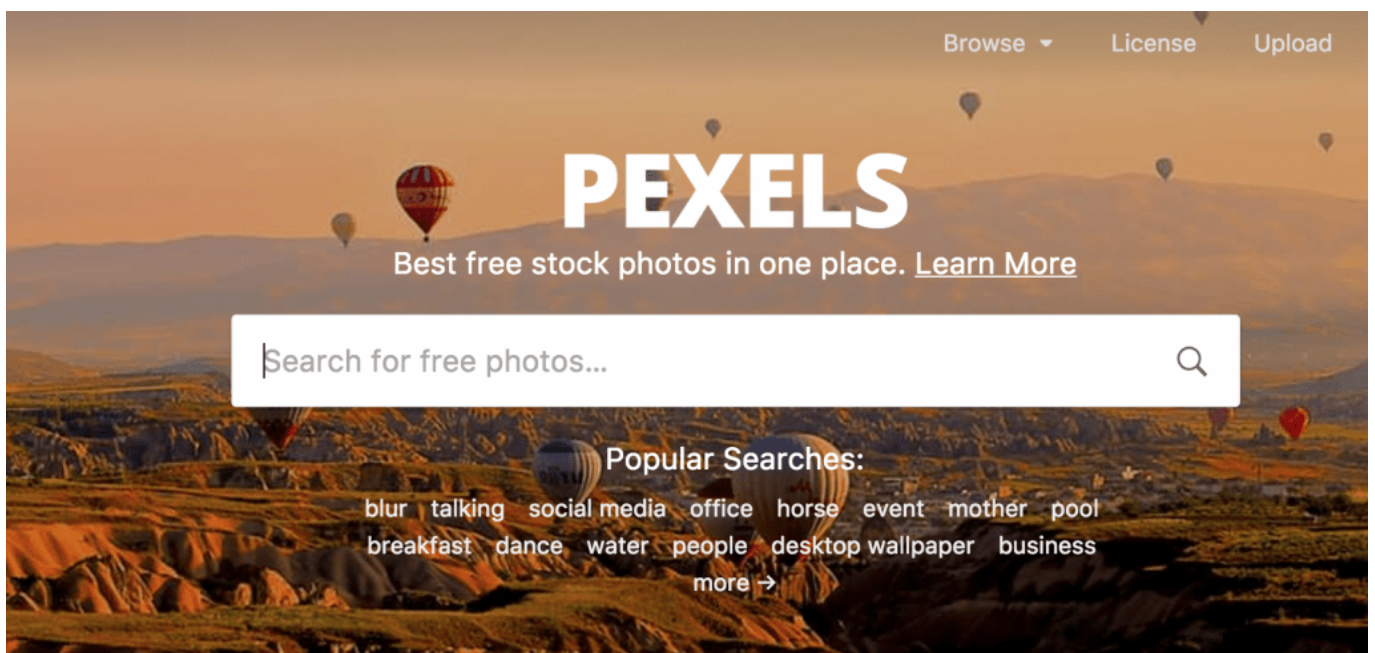 Browse License Upload
PEXELS
Best free stock photos in one place. Learn More
Search for free photos...
Popular Searches:
blur talking social media office horse event mother pool
breakfast dance water people desktop wallpaper business
more →